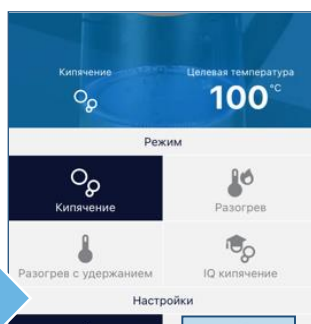 Кипячение Целевая температура
100°C
Режим
Кипячение Разогрев
Разогрев с удержанием IQ кипячение
Настройки